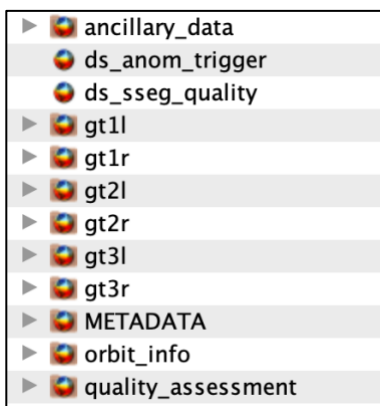 ancillary_data
ds_anom_trigger
ds_sseg_quality
gt1l
gt1r
gt2l
gt2r
gt3l
gt3r
METADATA
orbit_info
quality_assessment